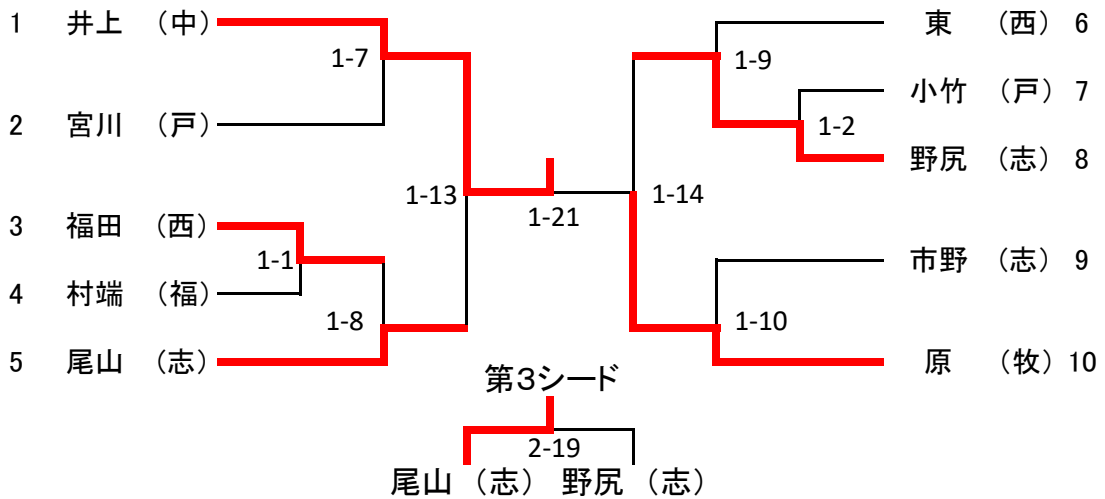 1 井上 （中）
1-7
2 宮川 （戸）
1-13
3 福田 （西）
1-1
4 村端 （福）
1-8
5 尾山 （志）
1-21
東 （西） 6
1-9
小竹 （戸） 7
1-2
野尻 （志） 8
1-14
市野 （志） 9
1-10
原 （牧） 10
第3シード
2-19
尾山 （志） 野尻 （志）